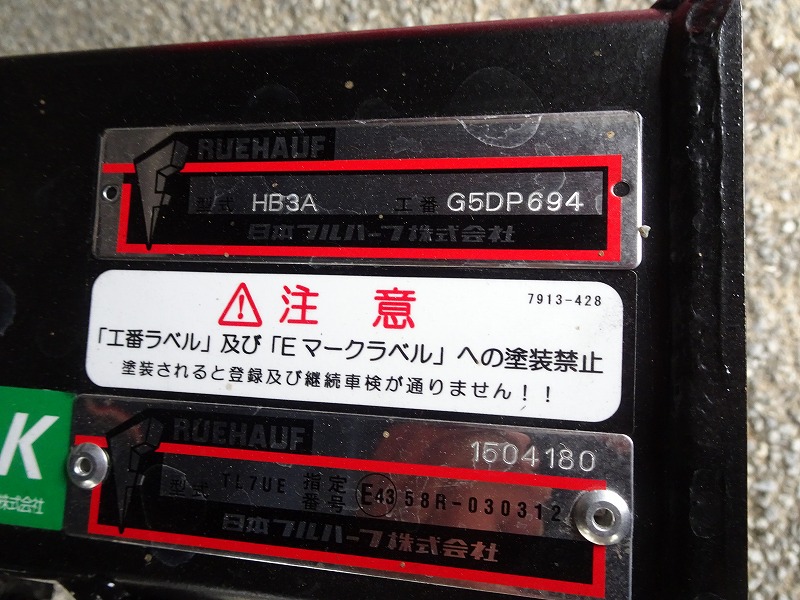 RUEHAUF
型式 HB3A 工番 G5DP694
日本フルハーフ株式会社
注意
7913-428
「工番ラベル」及び「Eマークラベル」への塗装禁止
塗装されると登録及び継続車検が通りません!!
K
株式会社
RUEHAUF
1504180
型式 TL7UE 指定番号 E43 58R-030312
日本フルハーフ株式会社